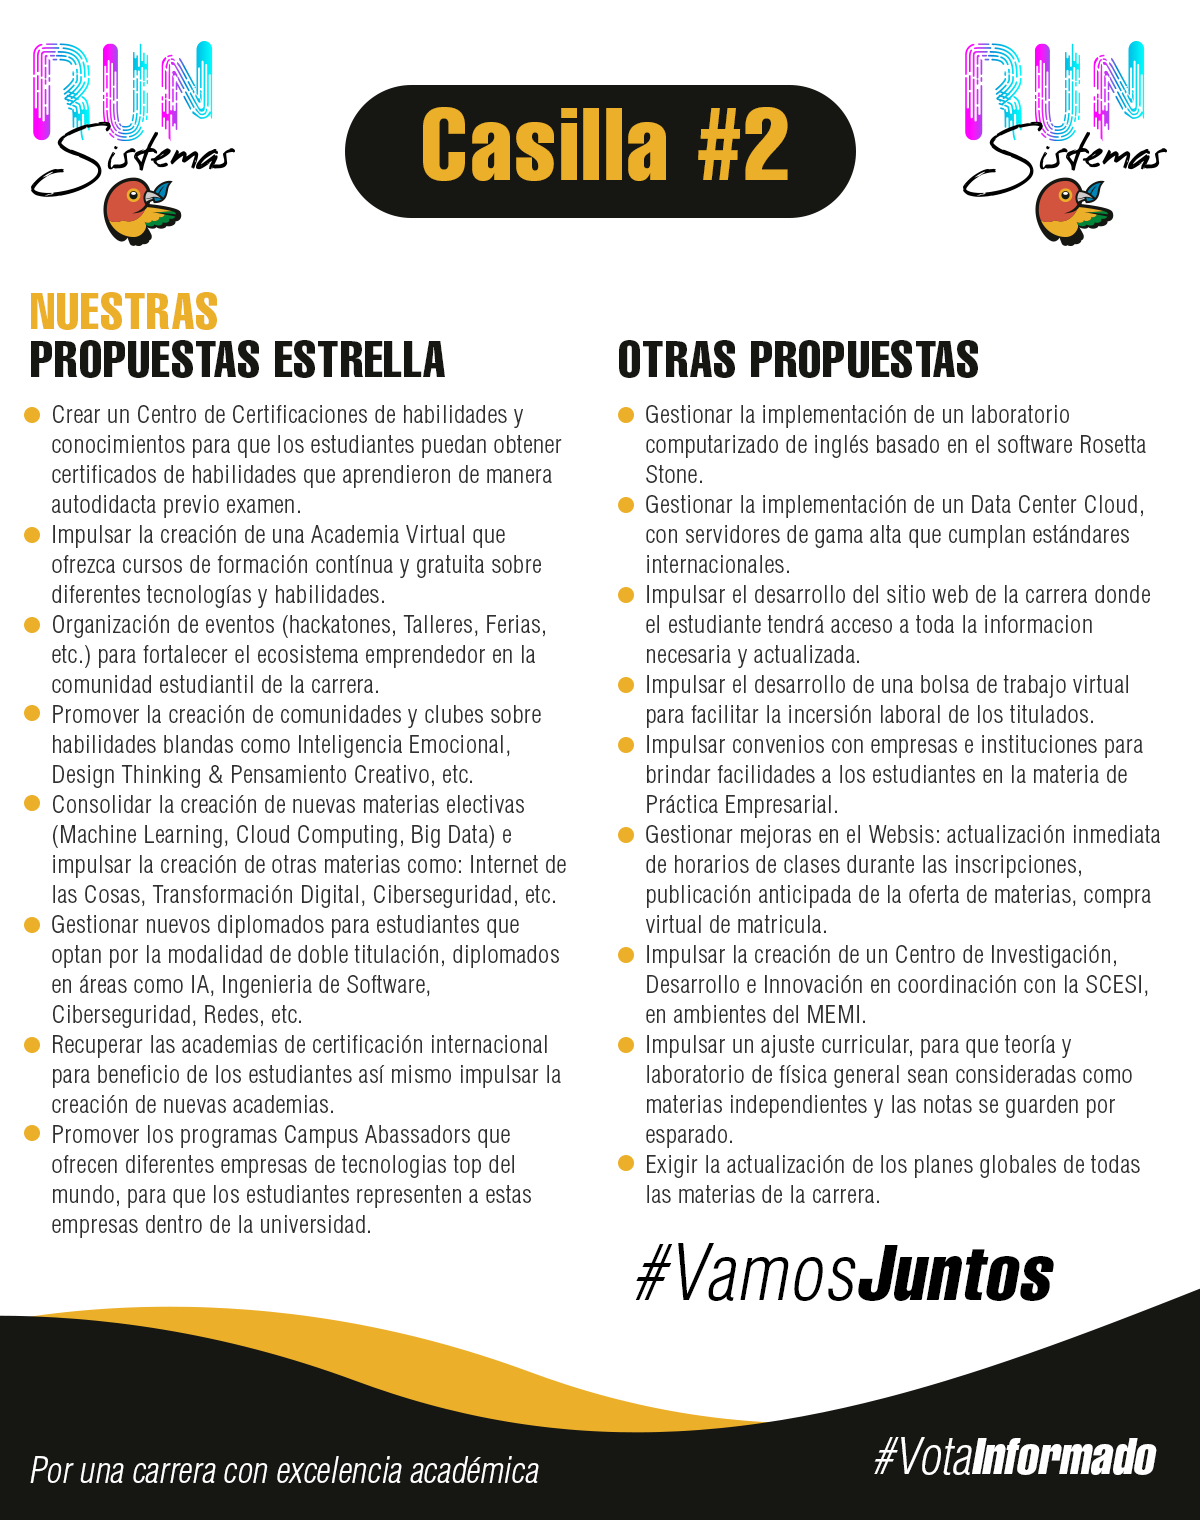 RUN
Sistemas
Casilla #2
RUN
Sistemas
NUESTRAS
PROPUESTAS ESTRELLA
Crear un Centro de Certificaciones de habilidades y
conocimientos para que los estudiantes puedan obtener
certificados de habilidades que aprendieron de manera
autodidacta previo examen.
Impulsar la creación de una Academia Virtual que
ofrezca cursos de formación contínua y gratuita sobre
diferentes tecnologías y habilidades.
Organización de eventos (hackatones, Talleres, Ferias,
etc.) para fortalecer el ecosistema emprendedor en la
comunidad estudiantil de la carrera.
Promover la creación de comunidades y clubes sobre
habilidades blandas como Inteligencia Emocional,
Design Thinking & Pensamiento Creativo, etc.
Consolidar la creación de nuevas materias electivas
(Machine Learning, Cloud Computing, Big Data) e
impulsar la creación de otras materias como: Internet de
las Cosas, Transformación Digital, Ciberseguridad, etc.
Gestionar nuevos diplomados para estudiantes que
optan por la modalidad de doble titulación, diplomados
en áreas como IA, Ingenieria de Software,
Ciberseguridad, Redes, etc.
Recuperar las academias de certificación internacional
para beneficio de los estudiantes así mismo impulsar la
creación de nuevas academias.
Promover los programas Campus Abassadors que
ofrecen diferentes empresas de tecnologias top del
mundo, para que los estudiantes representen a estas
empresas dentro de la universidad.
OTRAS PROPUESTAS
Gestionar la implementación de un laboratorio
computarizado de inglés basado en el software Rosetta
Stone.
Gestionar la implementación de un Data Center Cloud,
con servidores de gama alta que cumplan estándares
internacionales.
Impulsar el desarrollo del sitio web de la carrera donde
el estudiante tendrá acceso a toda la informacion
necesaria y actualizada.
Impulsar el desarrollo de una bolsa de trabajo virtual
para facilitar la incersión laboral de los titulados.
Impulsar convenios con empresas e instituciones para
brindar facilidades a los estudiantes en la materia de
Práctica Empresarial.
Gestionar mejoras en el Websis: actualización inmediata
de horarios de clases durante las inscripciones,
publicación anticipada de la oferta de materias, compra
virtual de matricula.
Impulsar la creación de un Centro de Investigación,
Desarrollo e Innovación en coordinación con la SCESI,
en ambientes del MEMI.
Impulsar un ajuste curricular, para que teoría y
laboratorio de física general sean consideradas como
materias independientes y las notas se guarden por
esparado.
Exigir la actualización de los planes globales de todas
las materias de la carrera.
#VamosJuntos
Por una carrera con excelencia académica
#VotaInformado